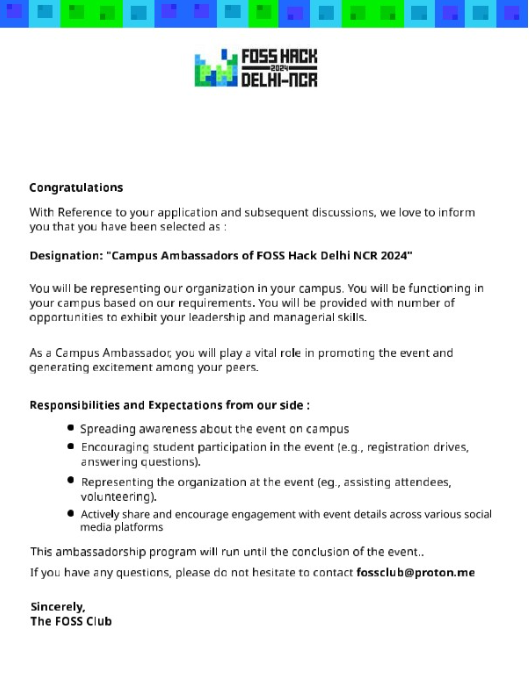 FOSS HACK
2024
DELHI-NCR
Congratulations
With Reference to your application and subsequent discussions, we love to inform
you that you have been selected as :
Designation: "Campus Ambassadors of FOSS Hack Delhi NCR 2024"
You will be representing our organization in your campus. You will be functioning in
your campus based on our requirements. You will be provided with number of
opportunities to exhibit your leadership and managerial skills.
As a Campus Ambassador, you will play a vital role in promoting the event and
generating excitement among your peers.
Responsibilities and Expectations from our side :
● Spreading awareness about the event on campus
● Encouraging student participation in the event (e.g., registration drives,
answering questions).
● Representing the organization at the event (eg., assisting attendees,
volunteering).
● Actively share and encourage engagement with event details across various social
media platforms
This ambassadorship program will run until the conclusion of the event..
If you have any questions, please do not hesitate to contact fossclub@proton.me
Sincerely,
The FOSS Club